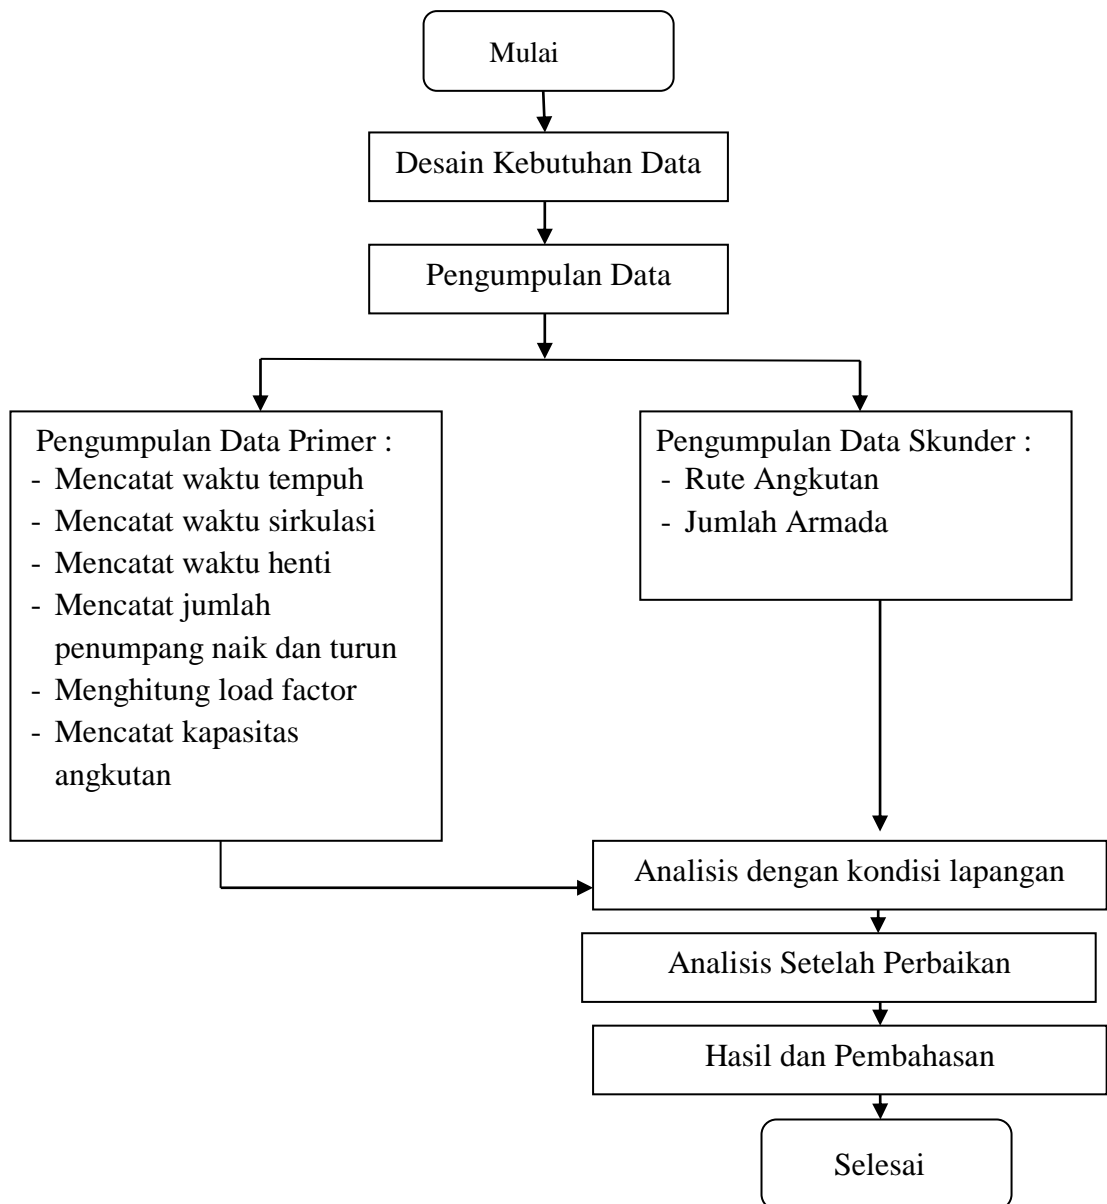 Mulai
Desain Kebutuhan Data
Pengumpulan Data
Pengumpulan Data Primer :
- Mencatat waktu tempuh
- Mencatat waktu sirkulasi
- Mencatat waktu henti
- Mencatat jumlah
penumpang naik dan turun
- Menghitung load factor
- Mencatat kapasitas
angkutan
Pengumpulan Data Skunder :
- Rute Angkutan
- Jumlah Armada
Analisis dengan kondisi lapangan
Analisis Setelah Perbaikan
Hasil dan Pembahasan
Selesai